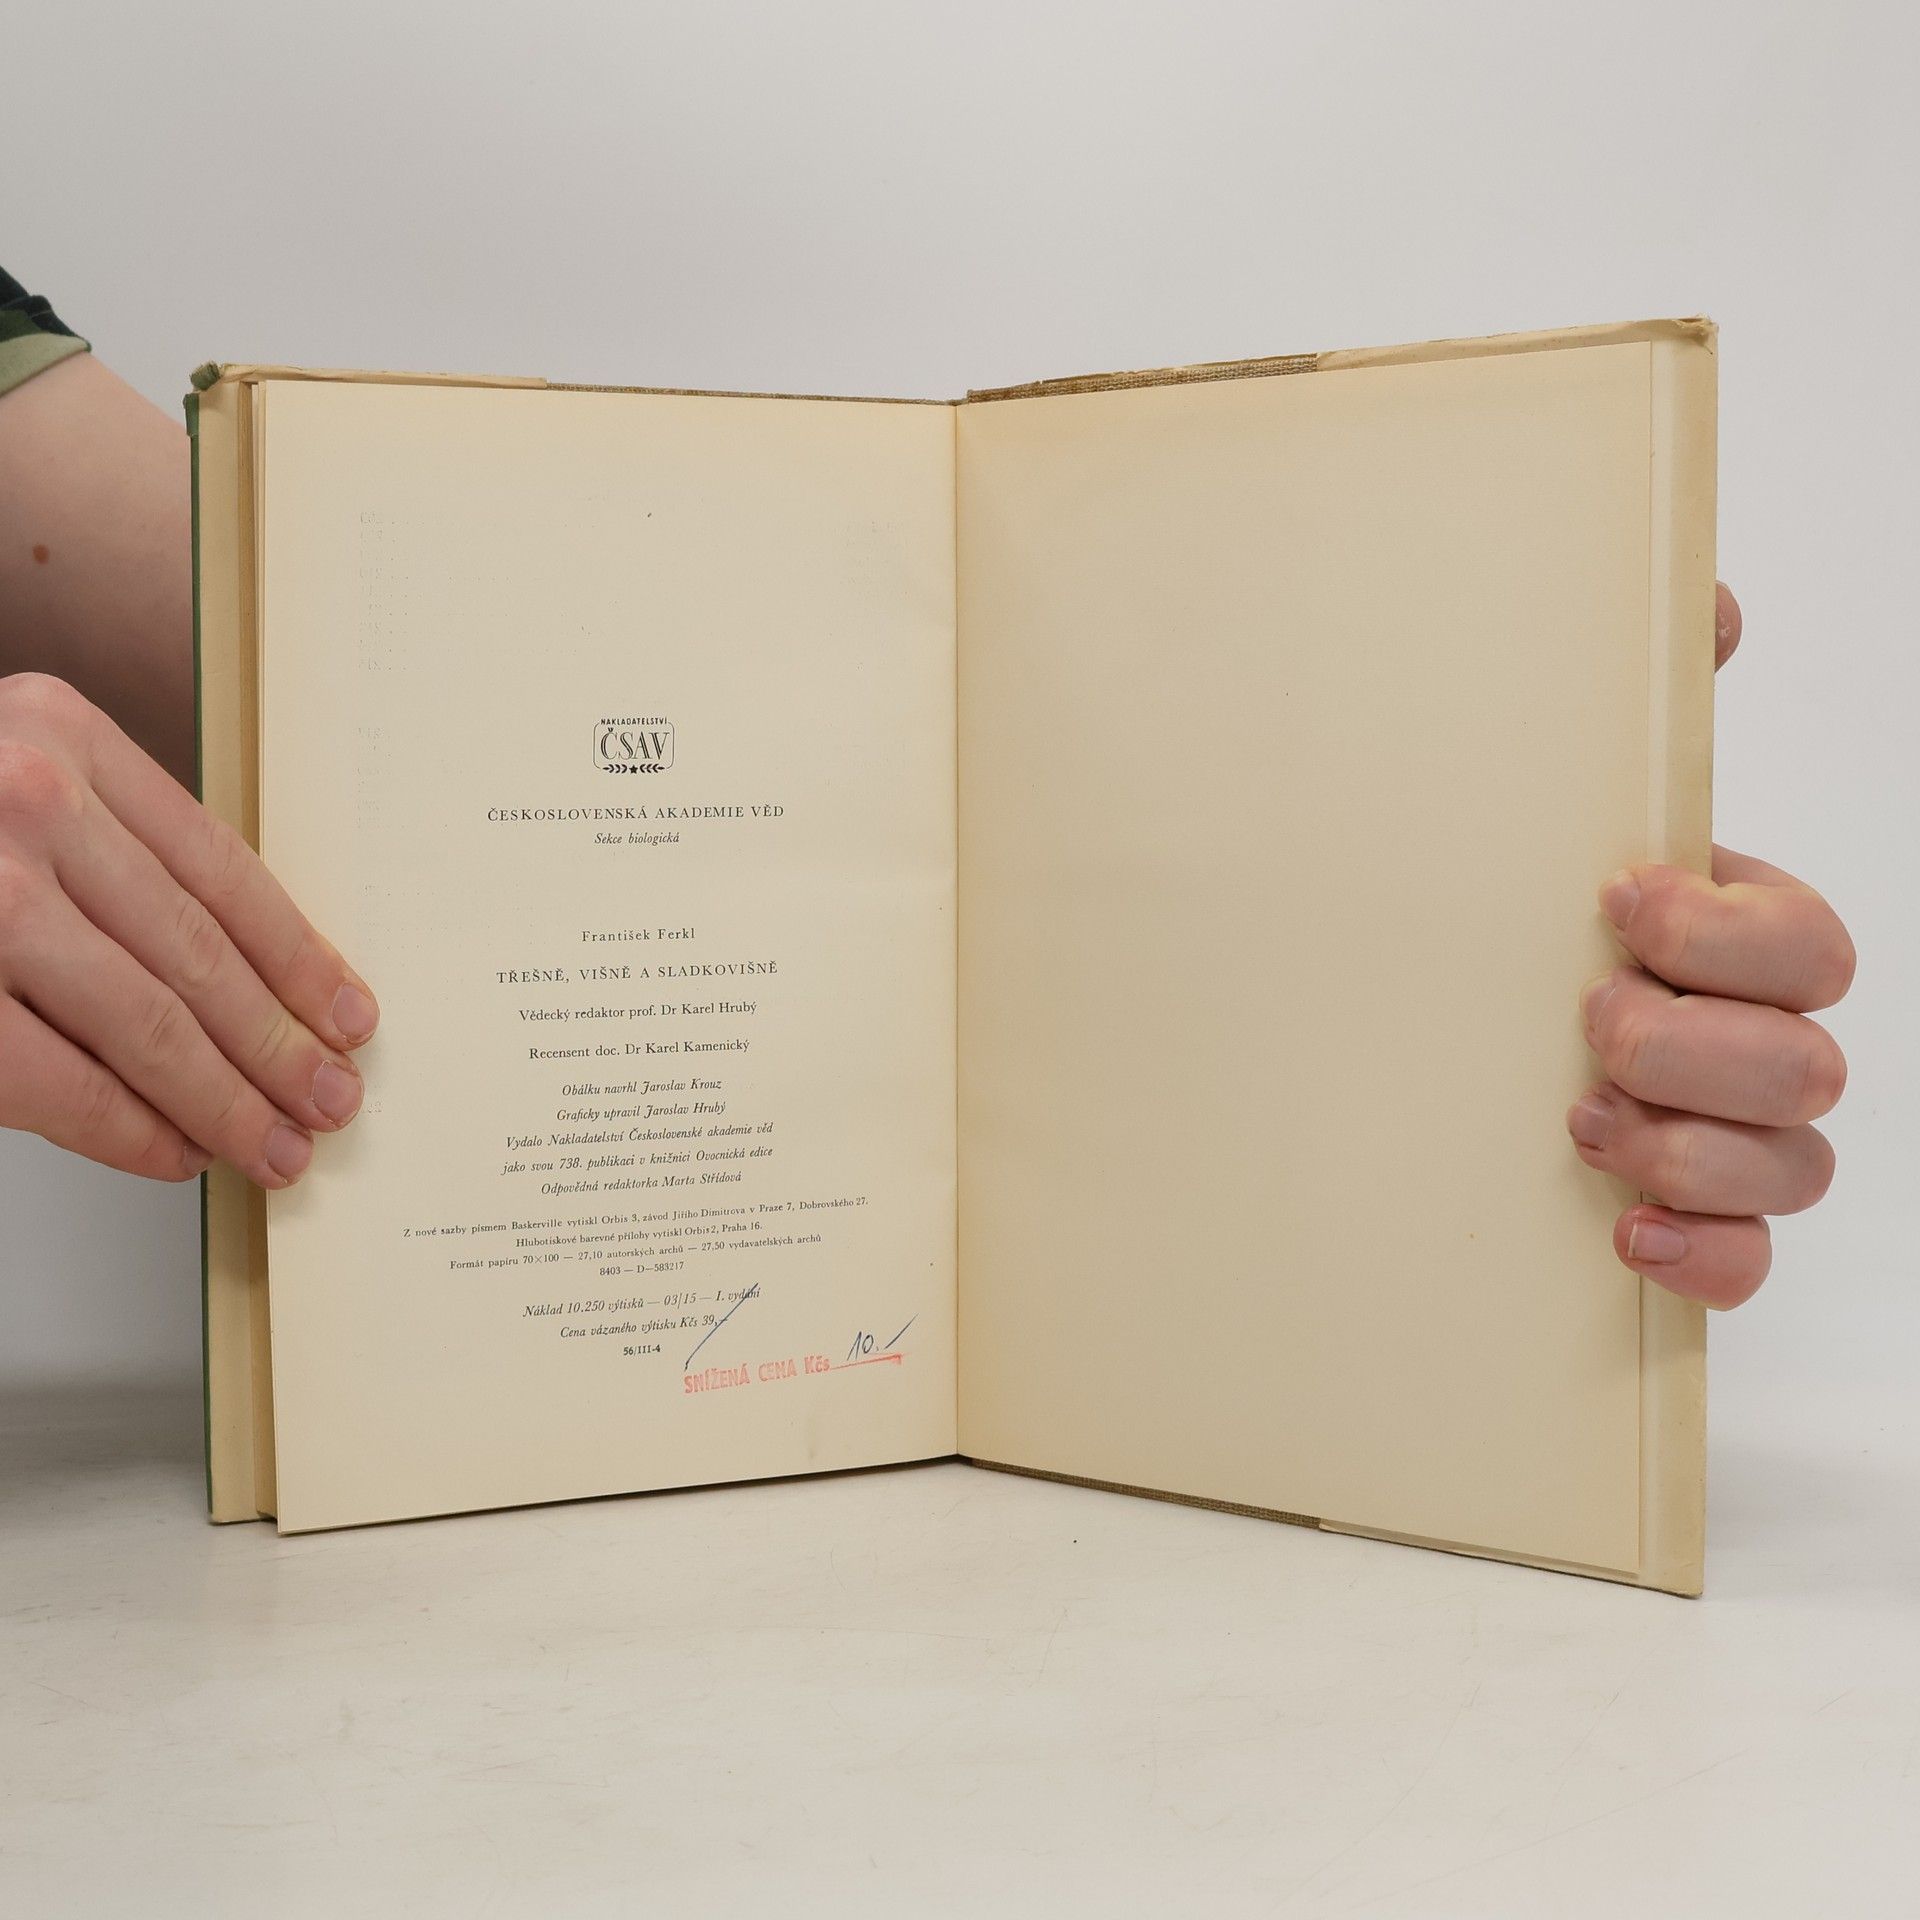 NAKLADATELSTVÍ
ČSAV
ČESKOSLOVENSKÁ AKADEMIE VĚD
Sekce biologická
František Ferkl
TŘEŠNĚ, VIŠNĚ A SLADKOVIŠNĚ
Vědecký redaktor prof. Dr Karel Hrubý
Recensent doc. Dr Karel Kamenický
Obálku navrhl Jaroslav Krouz
Graficky upravil Jaroslav Hrubý
Vydalo Nakladatelství Československé akademie věd
jako svou 738. publikaci v knižnici Ovocnická edice
Odpovědná redaktorka Marta Střídová
Z nové sazby písmem Baskerville vytiskl Orbis 3, závod Jiřího Dimitrova v Praze 7, Dobrovského 27.
Hlubotiskové barevné přílohy vytiskl Orbis 2, Praha 16.
Formát papíru 70×100 — 27,10 autorských archů — 27,50 vydavatelských archů
8403 — D—583217
Náklad 10.250 výtisků — 03/15 — I. vydání
Cena vázaného výtisku Kčs 39,—
56/III-4
SNÍŽENÁ CENA Kčs 10.-